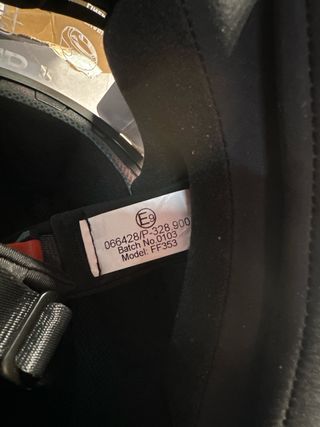 E9
066428/P-328 900
Batch No.0103
Model: FF353